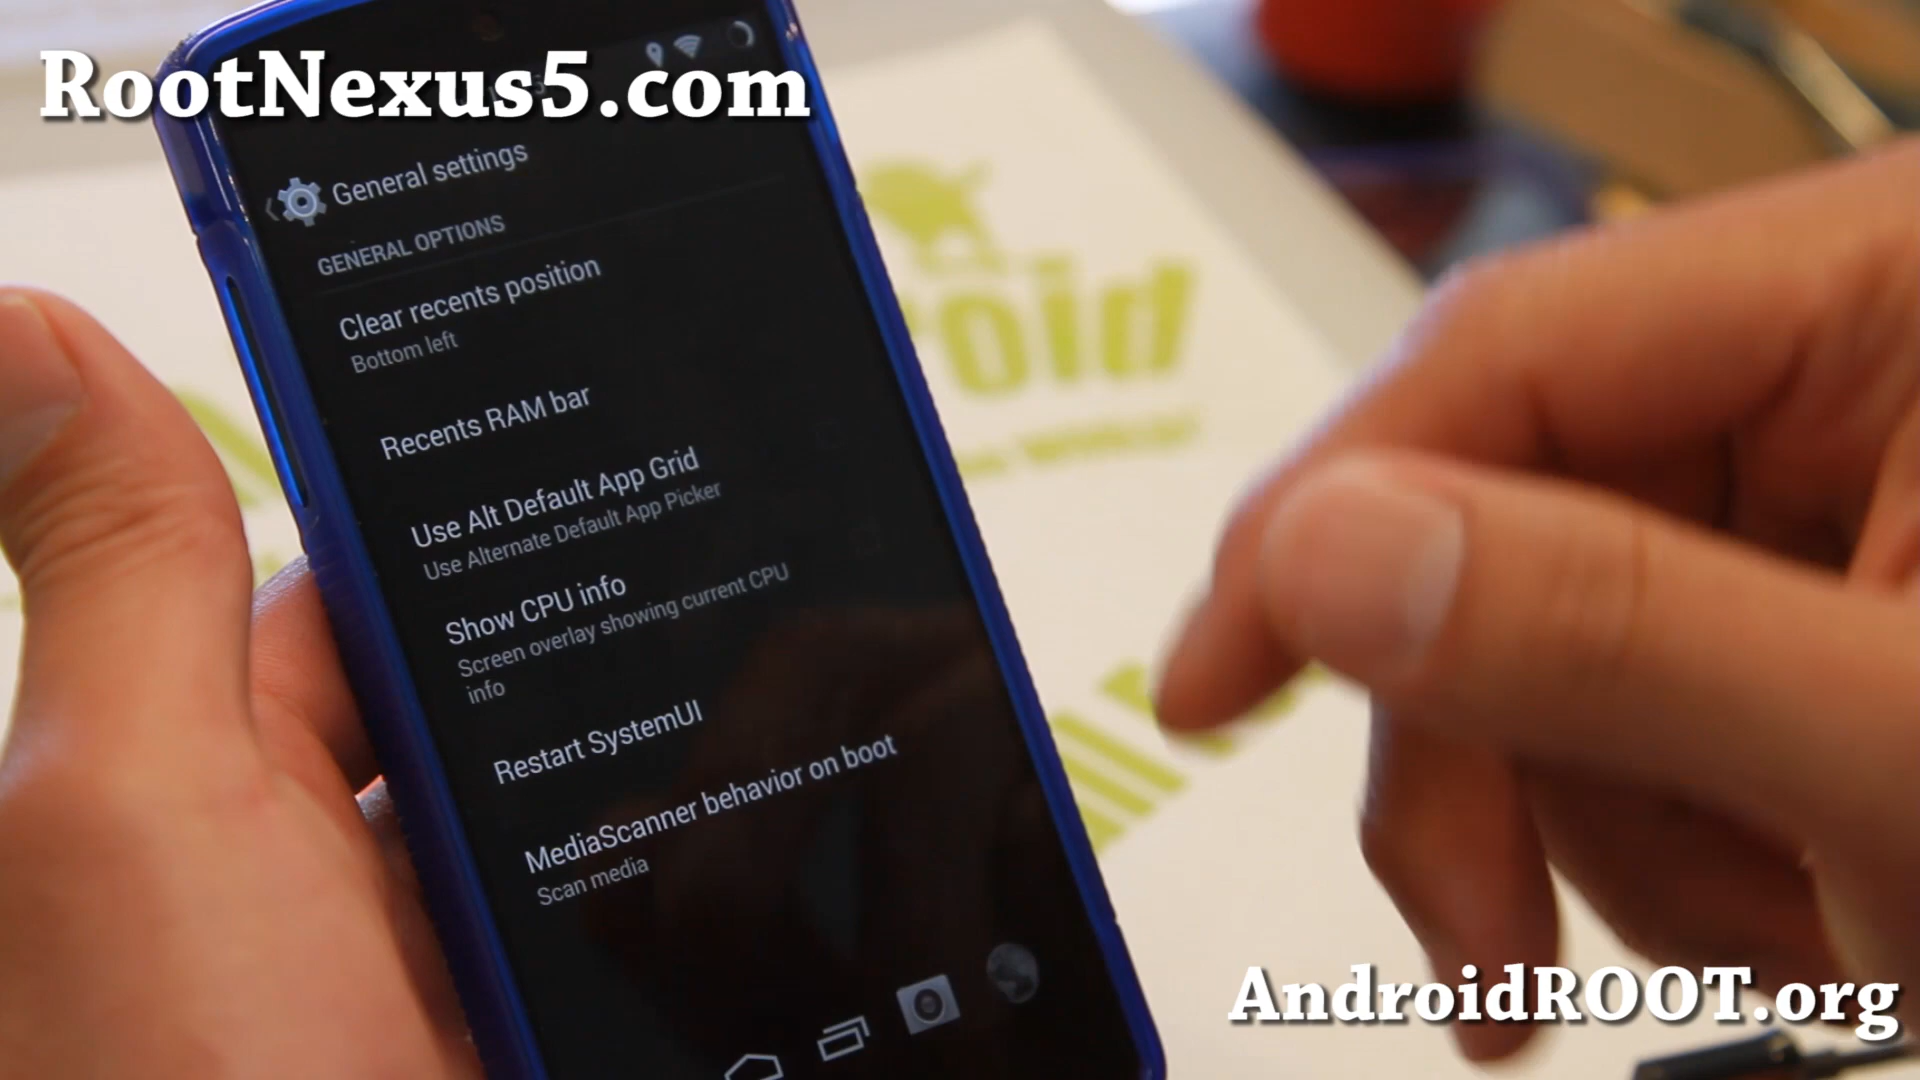 RootNexus5.com
General settings
GENERAL OPTIONS
Clear recents position
Bottom left
Recents RAM bar
Use Alt Default App Grid
Use Alternate Default App Picker
Show CPU info
Screen overlay showing current CPU
info
Restart SystemUI
MediaScanner behavior on boot
Scan media
AndroidROOT.org